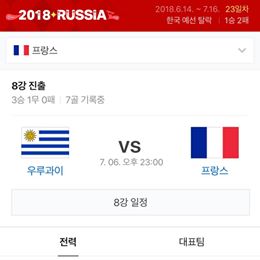 2018 RUSSIA
2018.6.14. ~ 7.16. 23일차
한국 예선 탈락 1승 2패
프랑스
8강 진출
3승 1무 0패 7골 기록중
VS
우루과이
7. 06. 오후 23:00
프랑스
8강 일정
전력
대표팀